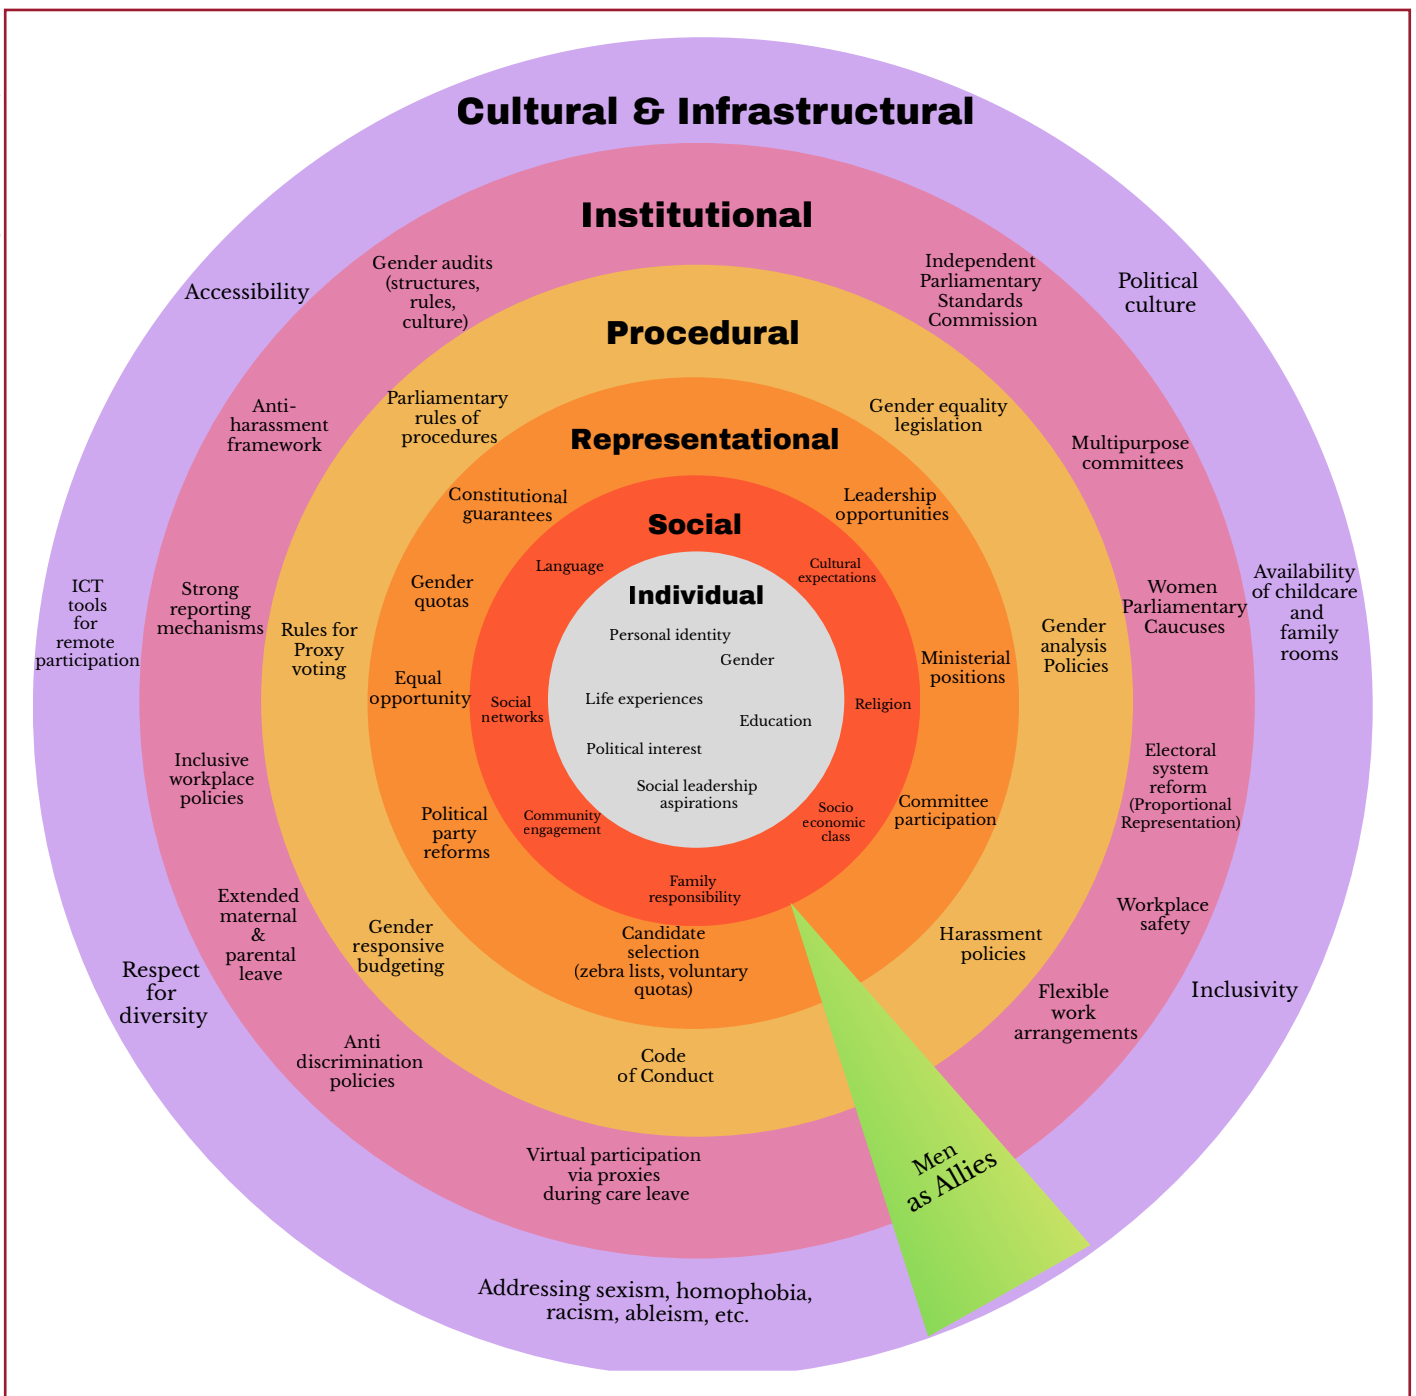 Cultural & Infrastructural
Accessibility
Political
culture
ICT
tools
for
remote
participation
Availability
of childcare
and
family
rooms
Respect
for
diversity
Inclusivity
Addressing sexism, homophobia,
racism, ableism, etc.
Institutional
Gender audits
(structures,
rules,
culture)
Independent
Parliamentary
Standards
Commission
Anti-
harassment
framework
Multipurpose
committees
Strong
reporting
mechanisms
Women
Parliamentary
Caucuses
Inclusive
workplace
policies
Electoral
system
reform
(Proportional
Representation)
Extended
maternal
&
parental
leave
Workplace
safety
Anti
discrimination
policies
Flexible
work
arrangements
Virtual participation
via proxies
during care leave
Procedural
Parliamentary
rules of
procedures
Gender equality
legislation
Rules for
Proxy
voting
Gender
analysis
Policies
Gender
responsive
budgeting
Harassment
policies
Code
of Conduct
Representational
Constitutional
guarantees
Leadership
opportunities
Gender
quotas
Equal
opportunity
Ministerial
positions
Political
party
reforms
Committee
participation
Candidate
selection
(zebra lists, voluntary
quotas)
Social
Language
Cultural
expectations
Social
networks
Religion
Community
engagement
Socio
economic
class
Family
responsibility
Individual
Personal identity
Gender
Life experiences
Education
Political interest
Social leadership
aspirations
Men
as Allies